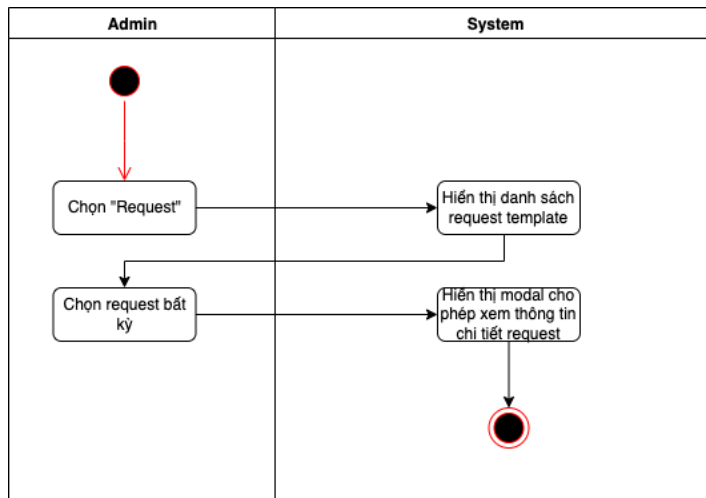 Admin
System
Chọn "Request"
Hiển thị danh sách
request template
Chọn request bất
kỳ
Hiển thị modal cho
phép xem thông tin
chi tiết request